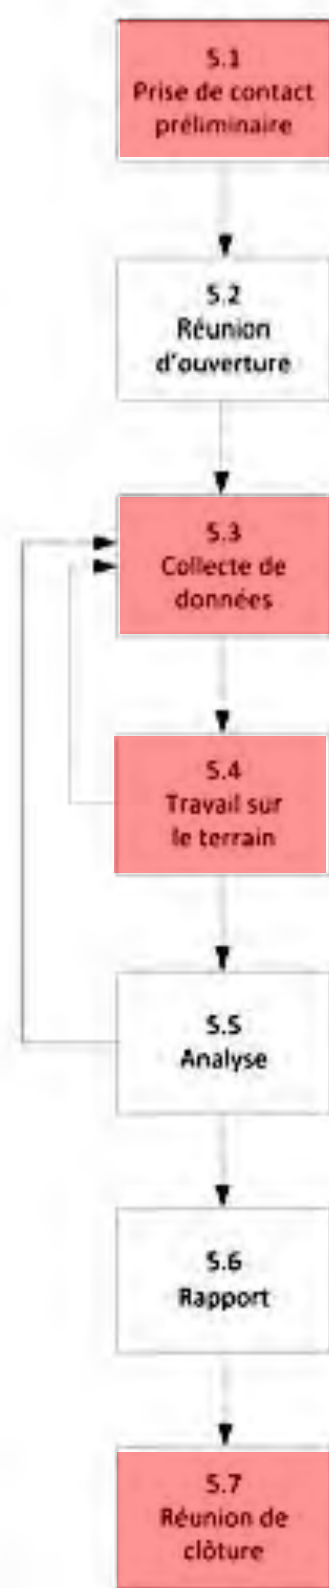 5.1
Prise de contact
préliminaire
5.2
Réunion
d'ouverture
5.3
Collecte de
données
5.4
Travail sur
le terrain
5.5
Analyse
5.6
Rapport
5.7
Réunion de
clôture